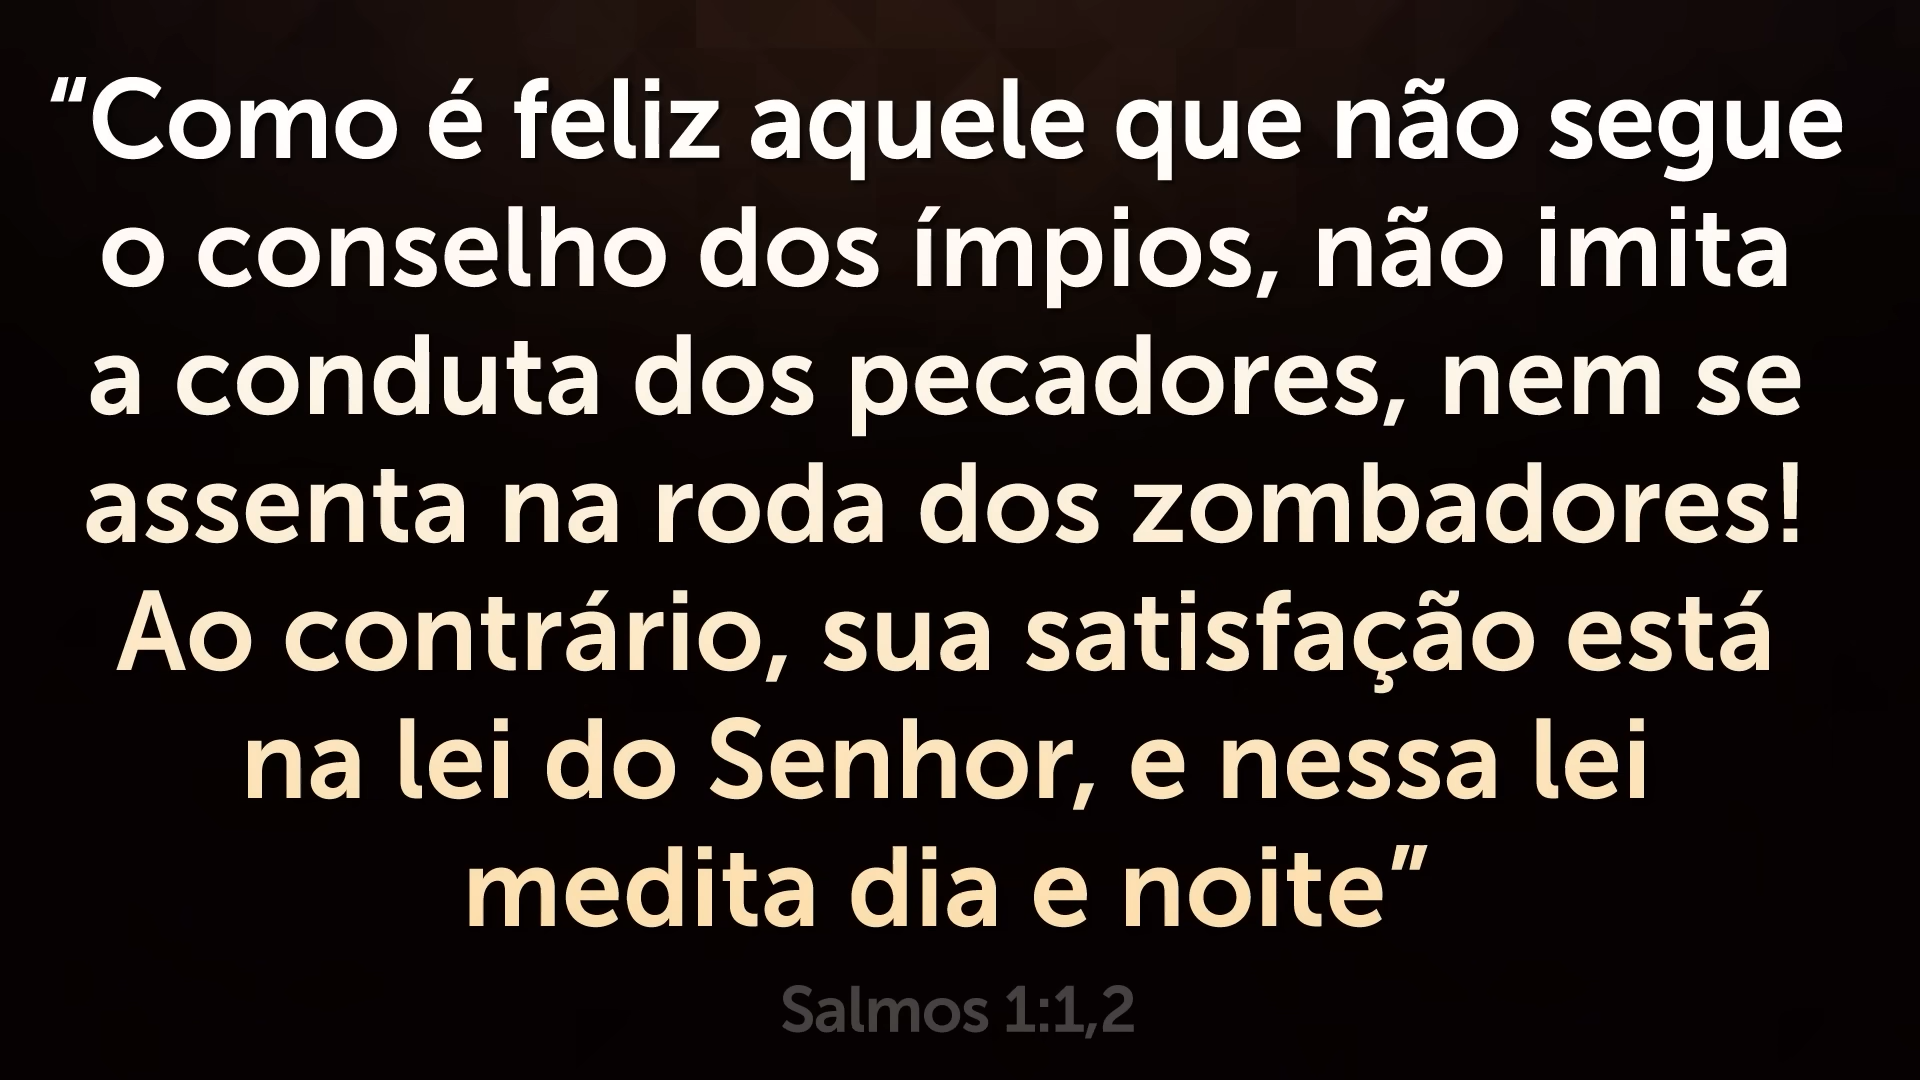 “Como é feliz aquele que não segue
o conselho dos ímpios, não imita
a conduta dos pecadores, nem se
assenta na roda dos zombadores!
Ao contrário, sua satisfação está
na lei do Senhor, e nessa lei
medita dia e noite”
Salmos 1:1,2